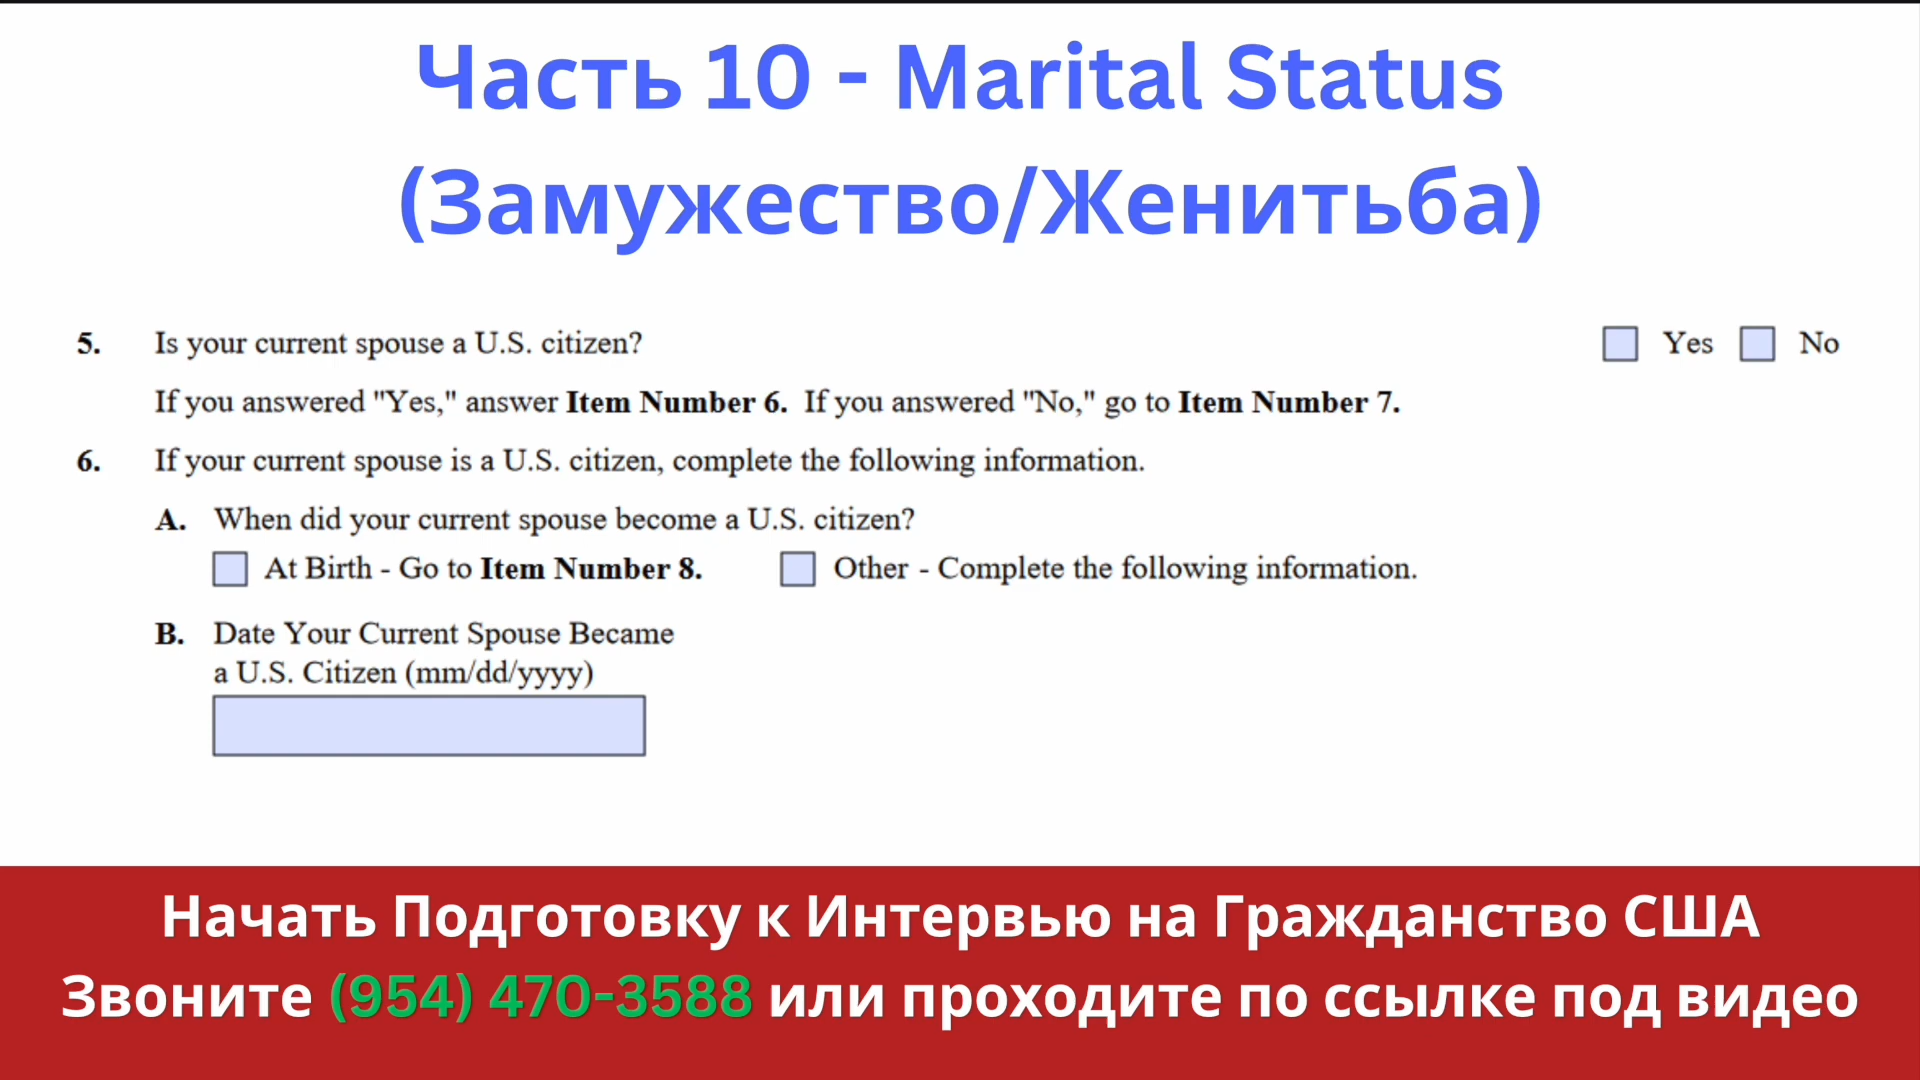 Часть 10 - Marital Status
(Замужество/Женитьба)
5. Is your current spouse a U.S. citizen? Yes No
If you answered "Yes," answer Item Number 6. If you answered "No," go to Item Number 7.
6. If your current spouse is a U.S. citizen, complete the following information.
A. When did your current spouse become a U.S. citizen?
At Birth - Go to Item Number 8. Other - Complete the following information.
B. Date Your Current Spouse Became
a U.S. Citizen (mm/dd/yyyy)
Начать Подготовку к Интервью на Гражданство США
Звоните (954) 470-3588 или проходите по ссылке под видео